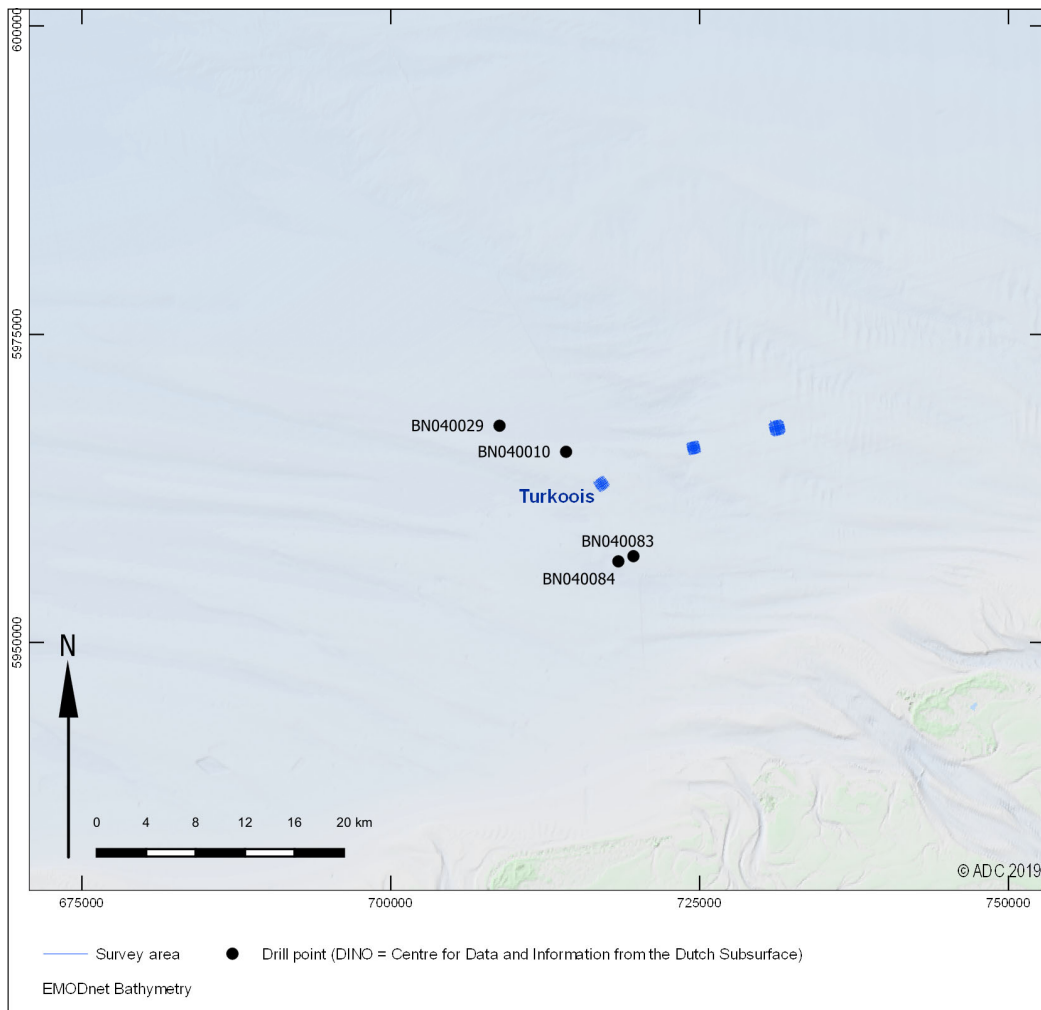 6000000
5975000
BN040029
BN040010
Turkoois
BN040083
BN040084
5950000
N
0 4 8 12 16 20 km
© ADC 2019
675000 700000 725000 750000
Survey area Drill point (DINO = Centre for Data and Information from the Dutch Subsurface)
EMODnet Bathymetry